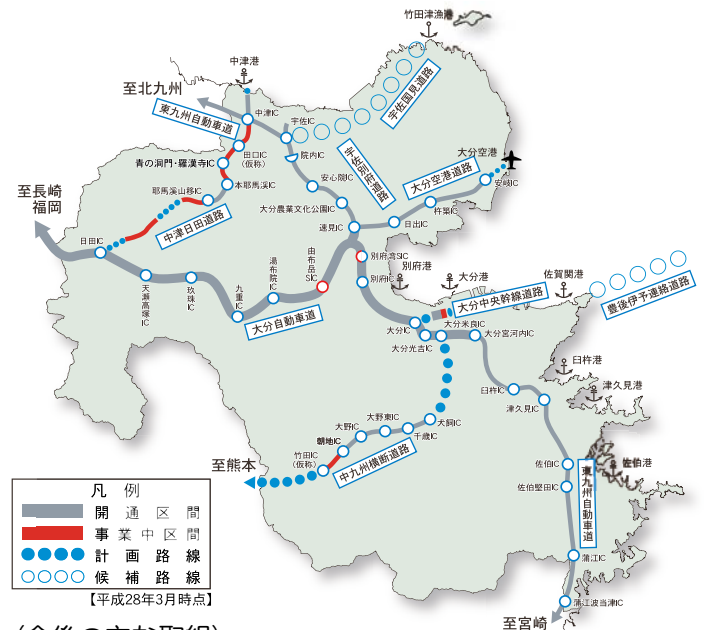 竹田津漁港
中津港
至北九州
東九州自動車道
中津IC
宇佐IC
宇佐国見道路
田口IC
(仮称)
青の洞門・羅漢寺IC
院内IC
宇佐別府道路
大分空港
大分空港道路
安岐IC
本耶馬渓IC
安心院IC
耶馬溪山移IC
大分農業文化公園IC
杵築IC
至長崎
福岡
中津日田道路
速見IC
日出IC
日田IC
由布岳SIC
別府湾SIC
別府港
別府IC
大分港
佐賀関港
湯布院IC
天瀬高塚IC
玖珠IC
九重IC
大分自動車道
大分中央幹線道路
豊後伊予連絡道路
大分IC
大分米良IC
大分光吉IC
大分宮河内IC
臼杵港
臼杵IC
津久見港
津久見IC
大野東IC
犬飼IC
大野IC
千歳IC
朝地IC
竹田IC
(仮称)
中九州横断道路
至熊本
佐伯IC
佐伯港
佐伯堅田IC
東九州自動車道
蒲江IC
蒲江波当津IC
至宮崎
凡例
開通区間
事業中区間
計画路線
候補路線
【平成28年3月時点】